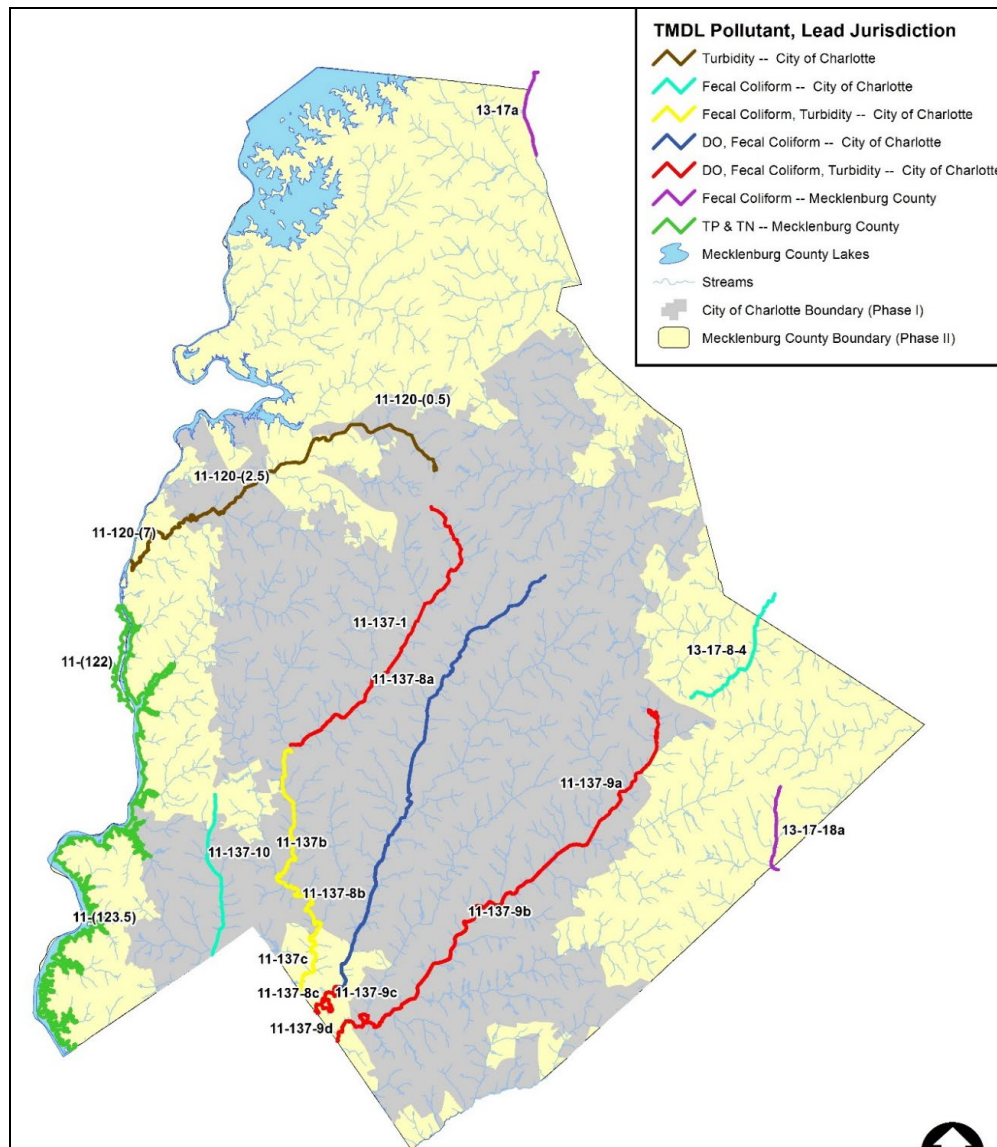 TMDL Pollutant, Lead Jurisdiction
Turbidity -- City of Charlotte
Fecal Coliform -- City of Charlotte
Fecal Coliform, Turbidity -- City of Charlotte
DO, Fecal Coliform -- City of Charlotte
DO, Fecal Coliform, Turbidity -- City of Charlotte
Fecal Coliform -- Mecklenburg County
TP & TN -- Mecklenburg County
Mecklenburg County Lakes
Streams
City of Charlotte Boundary (Phase I)
Mecklenburg County Boundary (Phase II)
13-17a
11-120-(0.5)
11-120-(2.5)
11-120-(7)
11-137-1
11-(122)
11-137-8a
13-17-8-4
11-137-9a
13-17-18a
11-137b
11-137-10
11-137-8b
11-137-9b
11-(123.5)
11-137c
11-137-8c
11-137-9c
11-137-9d